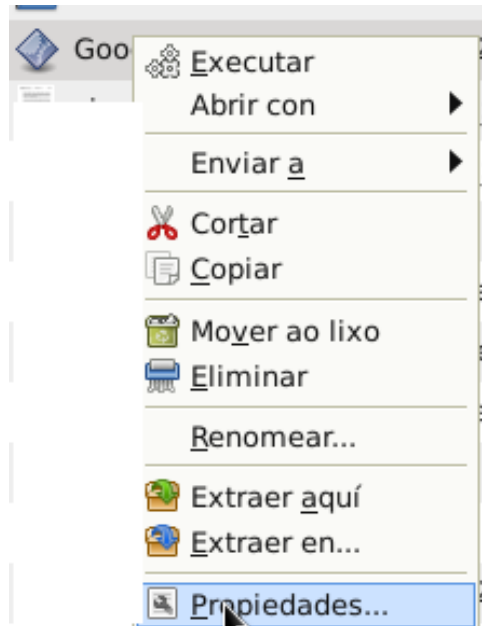 Goo
Executar
Abrir con
Enviar a
Cortar
Copiar
Mover ao lixo
Eliminar
Renomear...
Extraer aquí
Extraer en...
Propiedades...